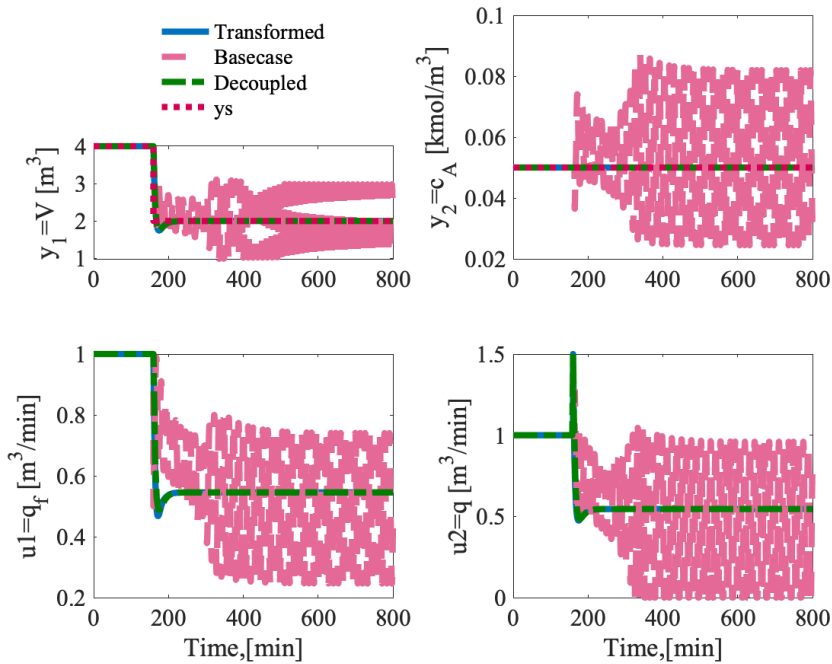 Transformed
Basecase
Decoupled
ys
y1=V [m3]
4
3
2
1
0 200 400 600 800
y2=cA [kmol/m3]
0.1
0.08
0.06
0.04
0.02
0 200 400 600 800
u1=qf [m3/min]
1
0.8
0.6
0.4
0.2
0 200 400 600 800
Time,[min]
u2=q [m3/min]
1.5
1
0.5
0
0 200 400 600 800
Time,[min]